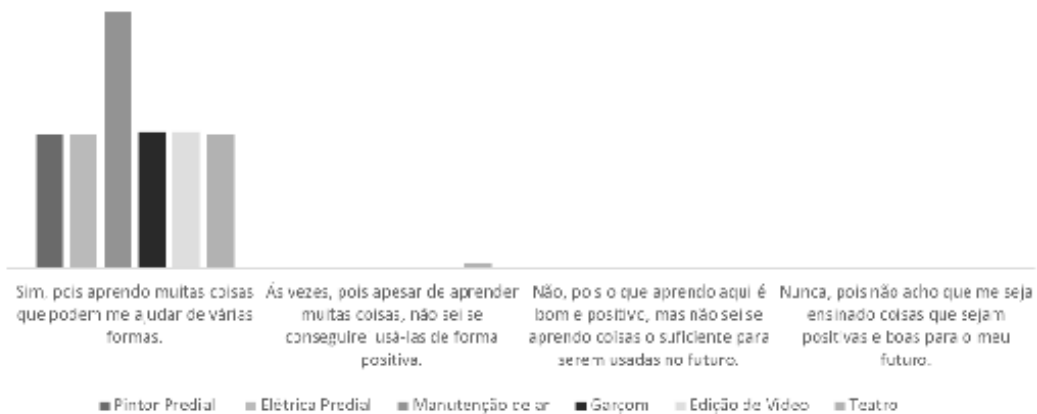 Sim, pois aprendo muitas coisas
que podem me ajudar de várias
formas.
Ás vezes, pois apesar de aprender
muitas coisas, não sei se
conseguirei usá-las de forma
positiva.
Não, pois o que aprendo aqui é
bom e positivo, mas não sei se
aprendo coisas o suficiente para
serem usadas no futuro.
Nunca, pois não acho que me seja
ensinado coisas que sejam
positivas e boas para o meu
futuro.
Pintor Predial Elétrica Predial Manutenção de ar Garçom Edição de Video Teatro